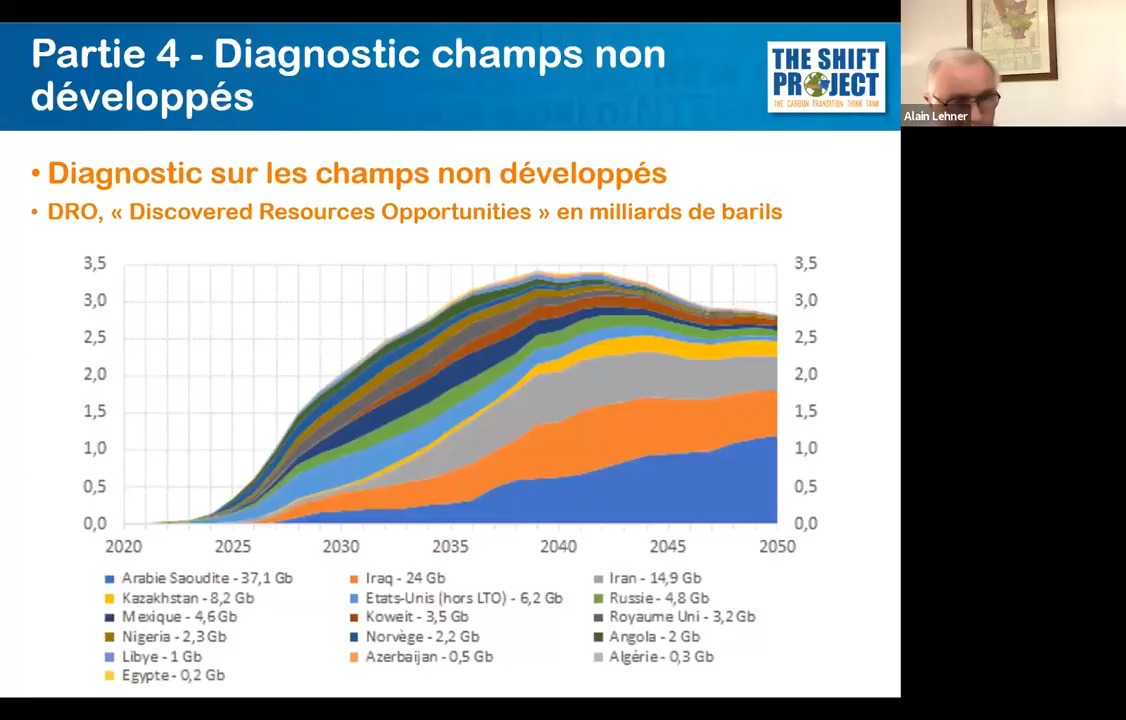 Partie 4 - Diagnostic champs non
développés
THE SHIFT
PROJECT
THE CARBON TRANSITION THINK TANK
Alain Lehner
• Diagnostic sur les champs non développés
• DRO, « Discovered Resources Opportunities » en milliards de barils
3,5 3,5
3,0 3,0
2,5 2,5
2,0 2,0
1,5 1,5
1,0 1,0
0,5 0,5
0,0 0,0
2020 2025 2030 2035 2040 2045 2050
Arabie Saoudite - 37,1 Gb Iraq - 24 Gb Iran - 14,9 Gb
Kazakhstan - 8,2 Gb Etats-Unis (hors LTO) - 6,2 Gb Russie - 4,8 Gb
Mexique - 4,6 Gb Koweit - 3,5 Gb Royaume Uni - 3,2 Gb
Nigeria - 2,3 Gb Norvège - 2,2 Gb Angola - 2 Gb
Libye - 1 Gb Azerbaijan - 0,5 Gb Algérie - 0,3 Gb
Egypte - 0,2 Gb